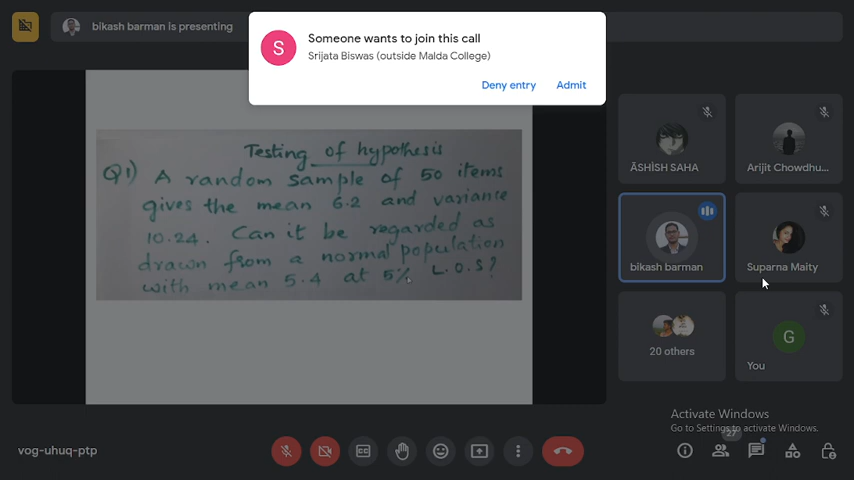 bikash barman is presenting
Someone wants to join this call
S
Srijata Biswas (outside Malda College)
Deny entry
Admit
Testing of hypothesis
Q1) A random sample of 50 items
gives the mean 6.2 and variance
10.24. Can it be regarded as
drawn from a normal population
with mean 5.4 at 5% L.O.S?
ĀSHÌSH SAHA
Arijit Chowdhu...
bikash barman
Suparna Maity
20 others
G
You
Activate Windows
Go to Settings to activate Windows.
vog-uhuq-ptp
27